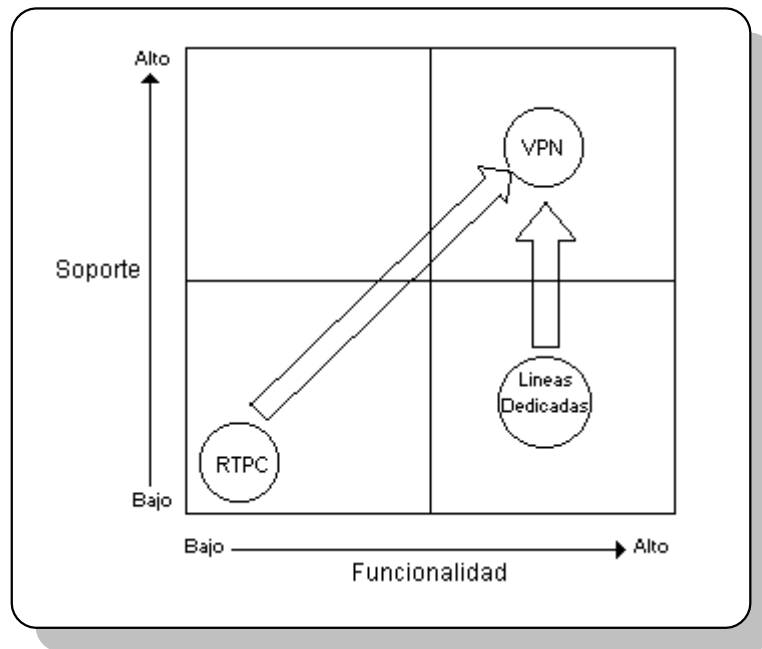 Alto
VPN
Soporte
Lineas
Dedicadas
RTPC
Bajo
Bajo
Alto
Funcionalidad